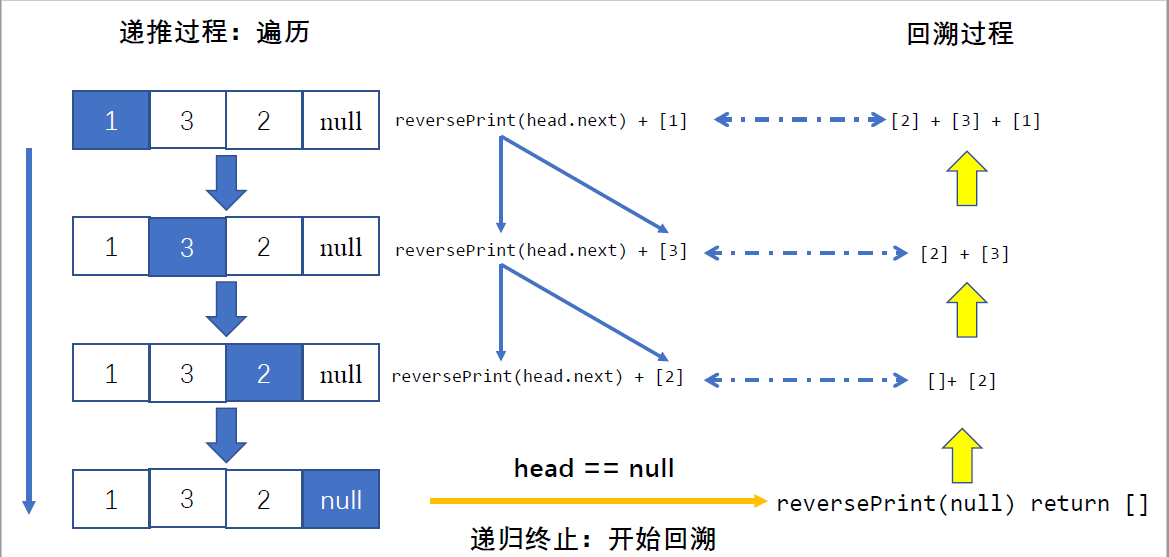 递推过程：遍历
回溯过程
1 3 2 null reversePrint(head.next) + [1] [2] + [3] + [1]
1 3 2 null reversePrint(head.next) + [3] [2] + [3]
1 3 2 null reversePrint(head.next) + [2] []+ [2]
head == null
1 3 2 null reversePrint(null) return []
递归终止：开始回溯